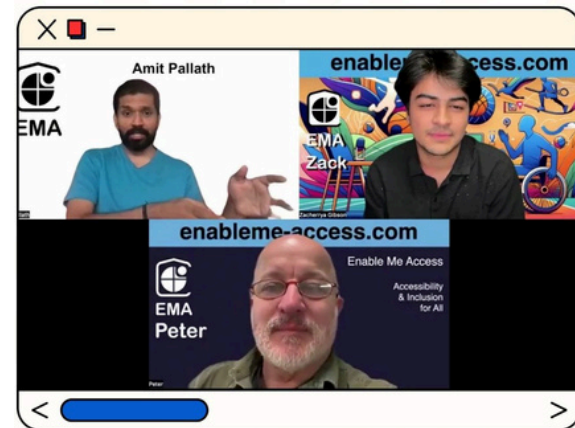 Amit Pallath
EMA
enableme-access.com
EMA
Zack
Zacherrya Gibson
enableme-access.com
Enable Me Access
Accessibility
& Inclusion
for All
EMA
Peter
Peter